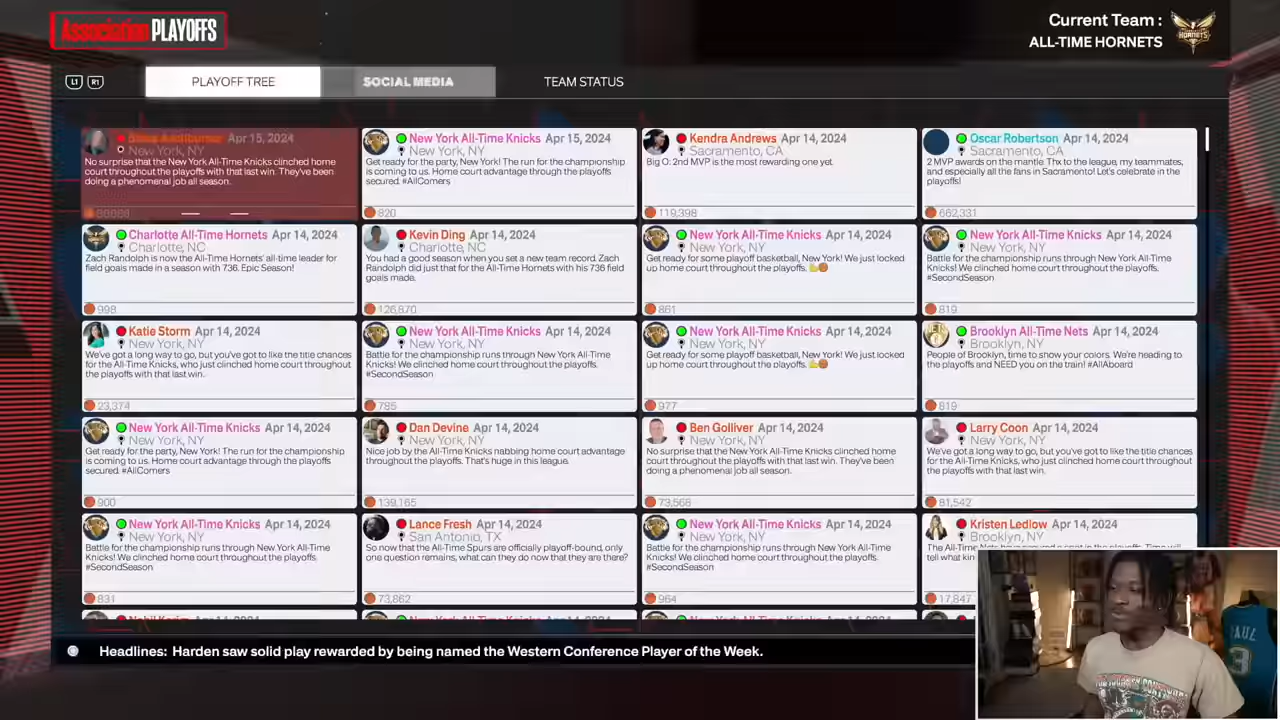 Association PLAYOFFS
Current Team :
ALL-TIME HORNETS
HORNETS
L1 R1
PLAYOFF TREE
SOCIAL MEDIA
TEAM STATUS
Apr 15, 2024
New York, NY
No surprise that the New York All-Time Knicks clinched home
court throughout the playoffs with that last win. They've been
doing a phenomenal job all season.
New York All-Time Knicks Apr 15, 2024
New York, NY
Get ready for the party, New York! The run for the championship
is coming to us. Home court advantage through the playoffs
secured. #AllComers
820
Kendra Andrews Apr 14, 2024
Sacramento, CA
Big O: 2nd MVP is the most rewarding one yet.
119,398
Oscar Robertson Apr 14, 2024
Sacramento, CA
2 MVP awards on the mantle. Thx to the league, my teammates,
and especially all the fans in Sacramento! Let's celebrate in the
playoffs!
662,331
Charlotte All-Time Hornets Apr 14, 2024
Charlotte, NC
Zach Randolph is now the All-Time Hornets' all-time leader for
field goals made in a season with 736. Epic Season!
998
Kevin Ding Apr 14, 2024
Charlotte, NC
You had a good season when you set a new team record. Zach
Randolph did just that for the All-Time Hornets with his 736 field
goals made.
126,670
New York All-Time Knicks Apr 14, 2024
New York, NY
Get ready for some playoff basketball, New York! We just locked
up home court throughout the playoffs.
861
New York All-Time Knicks Apr 14, 2024
New York, NY
Battle for the championship runs through New York All-Time
Knicks! We clinched home court throughout the playoffs.
#SecondSeason
819
Katie Storm Apr 14, 2024
New York, NY
We've got a long way to go, but you've got to like the title chances
for the All-Time Knicks, who just clinched home court throughout
the playoffs with that last win.
23,374
New York All-Time Knicks Apr 14, 2024
New York, NY
Battle for the championship runs through New York All-Time
Knicks! We clinched home court throughout the playoffs.
#SecondSeason
785
New York All-Time Knicks Apr 14, 2024
New York, NY
Get ready for some playoff basketball, New York! We just locked
up home court throughout the playoffs.
977
Brooklyn All-Time Nets Apr 14, 2024
Brooklyn, NY
People of Brooklyn, time to show your colors. We're heading to
the playoffs and NEED you on the train! #AllAboard
819
New York All-Time Knicks Apr 14, 2024
New York, NY
Get ready for the party, New York! The run for the championship
is coming to us. Home court advantage through the playoffs
secured. #AllComers
900
Dan Devine Apr 14, 2024
New York, NY
Nice job by the All-Time Knicks nabbing home court advantage
throughout the playoffs. That's huge in this league.
139,165
Ben Golliver Apr 14, 2024
New York, NY
No surprise that the New York All-Time Knicks clinched home
court throughout the playoffs with that last win. They've been
doing a phenomenal job all season.
73,568
Larry Coon Apr 14, 2024
New York, NY
We've got a long way to go, but you've got to like the title chances
for the All-Time Knicks, who just clinched home court throughout
the playoffs with that last win.
81,542
New York All-Time Knicks Apr 14, 2024
New York, NY
Battle for the championship runs through New York All-Time
Knicks! We clinched home court throughout the playoffs.
#SecondSeason
831
Lance Fresh Apr 14, 2024
San Antonio, TX
So now that the All-Time Spurs are officially playoff-bound, only
one question remains, what can they do now that they are there?
73,862
New York All-Time Knicks Apr 14, 2024
New York, NY
Battle for the championship runs through New York All-Time
Knicks! We clinched home court throughout the playoffs.
#SecondSeason
964
Kristen Ledlow Apr 14, 2024
Brooklyn, NY
The All-Time Nets have secured a spot in the playoffs. Time will
tell what kin
17,847
Headlines: Harden saw solid play rewarded by being named the Western Conference Player of the Week.
PAUL
3